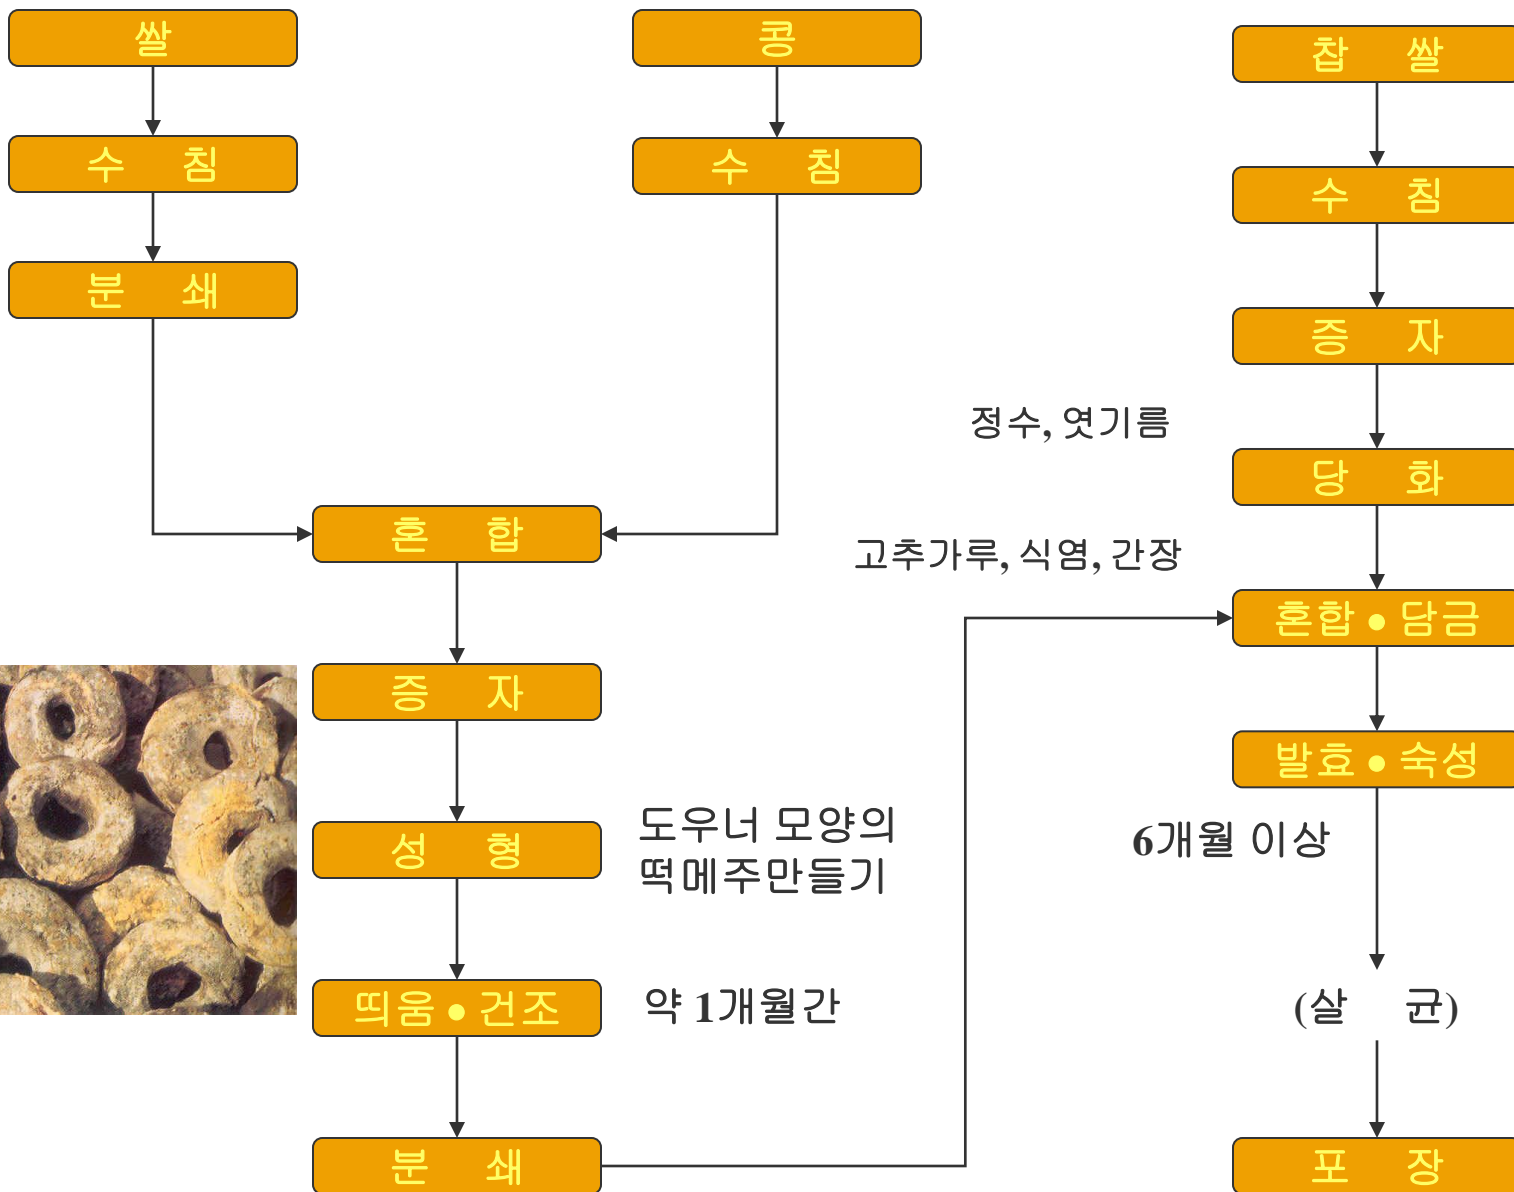 쌀
콩
찹 쌀
수 침
수 침
수 침
분 쇄
증 자
정수, 엿기름
당 화
혼 합
고추가루, 식염, 간장
혼합 ● 담금
증 자
발효 ● 숙성
성 형
도우너 모양의
떡메주만들기
6개월 이상
띄움 ● 건조
약 1개월간
(살 균)
분 쇄
포 장